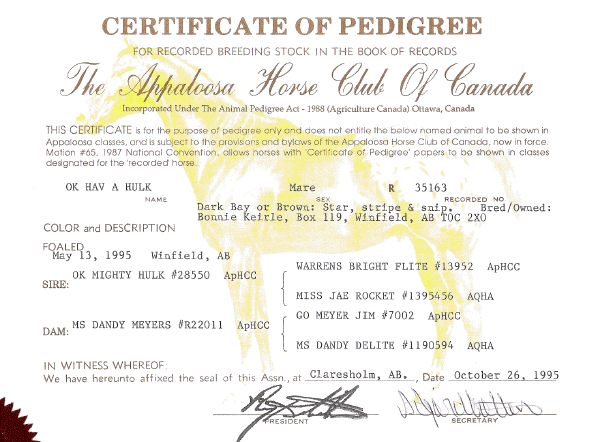 CERTIFICATE OF PEDIGREE
FOR RECORDED BREEDING STOCK IN THE BOOK OF RECORDS
The Appaloosa Horse Club Of Canada
Incorporated Under The Animal Pedigree Act - 1988 (Agriculture Canada) Ottawa, Canada
THIS CERTIFICATE is for the purpose of pedigree only and does not entitle the below named animal to be shown in
Appaloosa classes, and is subject to the provisions and bylaws of the Appaloosa Horse Club of Canada, now in force.
Motion #65, 1987 National Convention, allows horses with 'Certificate of Pedigree' papers to be shown in classes
designated for the 'recorded' horse.
OK HAV A HULK Mare R 35163
NAME SEX RECORDED NO
Dark Bay or Brown: Star, stripe & snip. Bred/Owned:
Bonnie Keirle, Box 119, Winfield, AB T0C 2X0
COLOR and DESCRIPTION
FOALED
May 13, 1995 Winfield, AB
WARRENS BRIGHT FLITE #13952 ApHCC
SIRE: OK MIGHTY HULK #28550 ApHCC
MISS JAE ROCKET #1395456 AQHA
GO MEYER JIM #7002 ApHCC
DAM: MS DANDY MEYERS #R22011 ApHCC
MS DANDY DELITE #1190594 AQHA
IN WITNESS WHEREOF:
We have hereunto affixed the seal of this Assn., at Claresholm, AB. , Date October 26, 1995
PRESIDENT SECRETARY